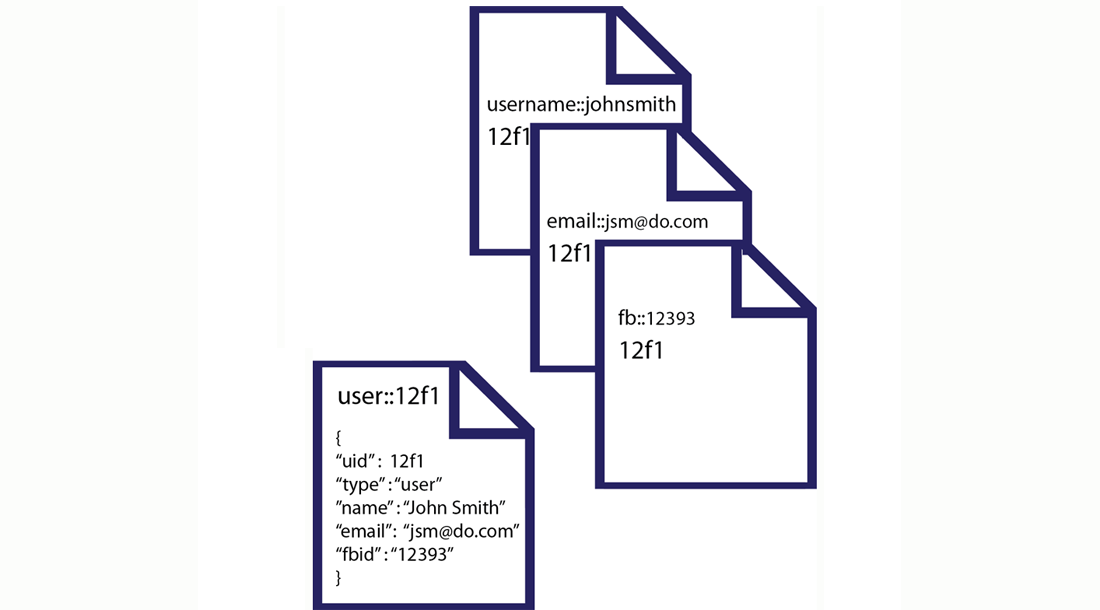 username::johnsmith
12f1
email::jsm@do.com
12f1
fb::12393
12f1
user::12f1
{
“uid” :  12f1
“type” :“user”
”name” :“John Smith”
“email”: “jsm@do.com”
“fbid” :“12393”
}